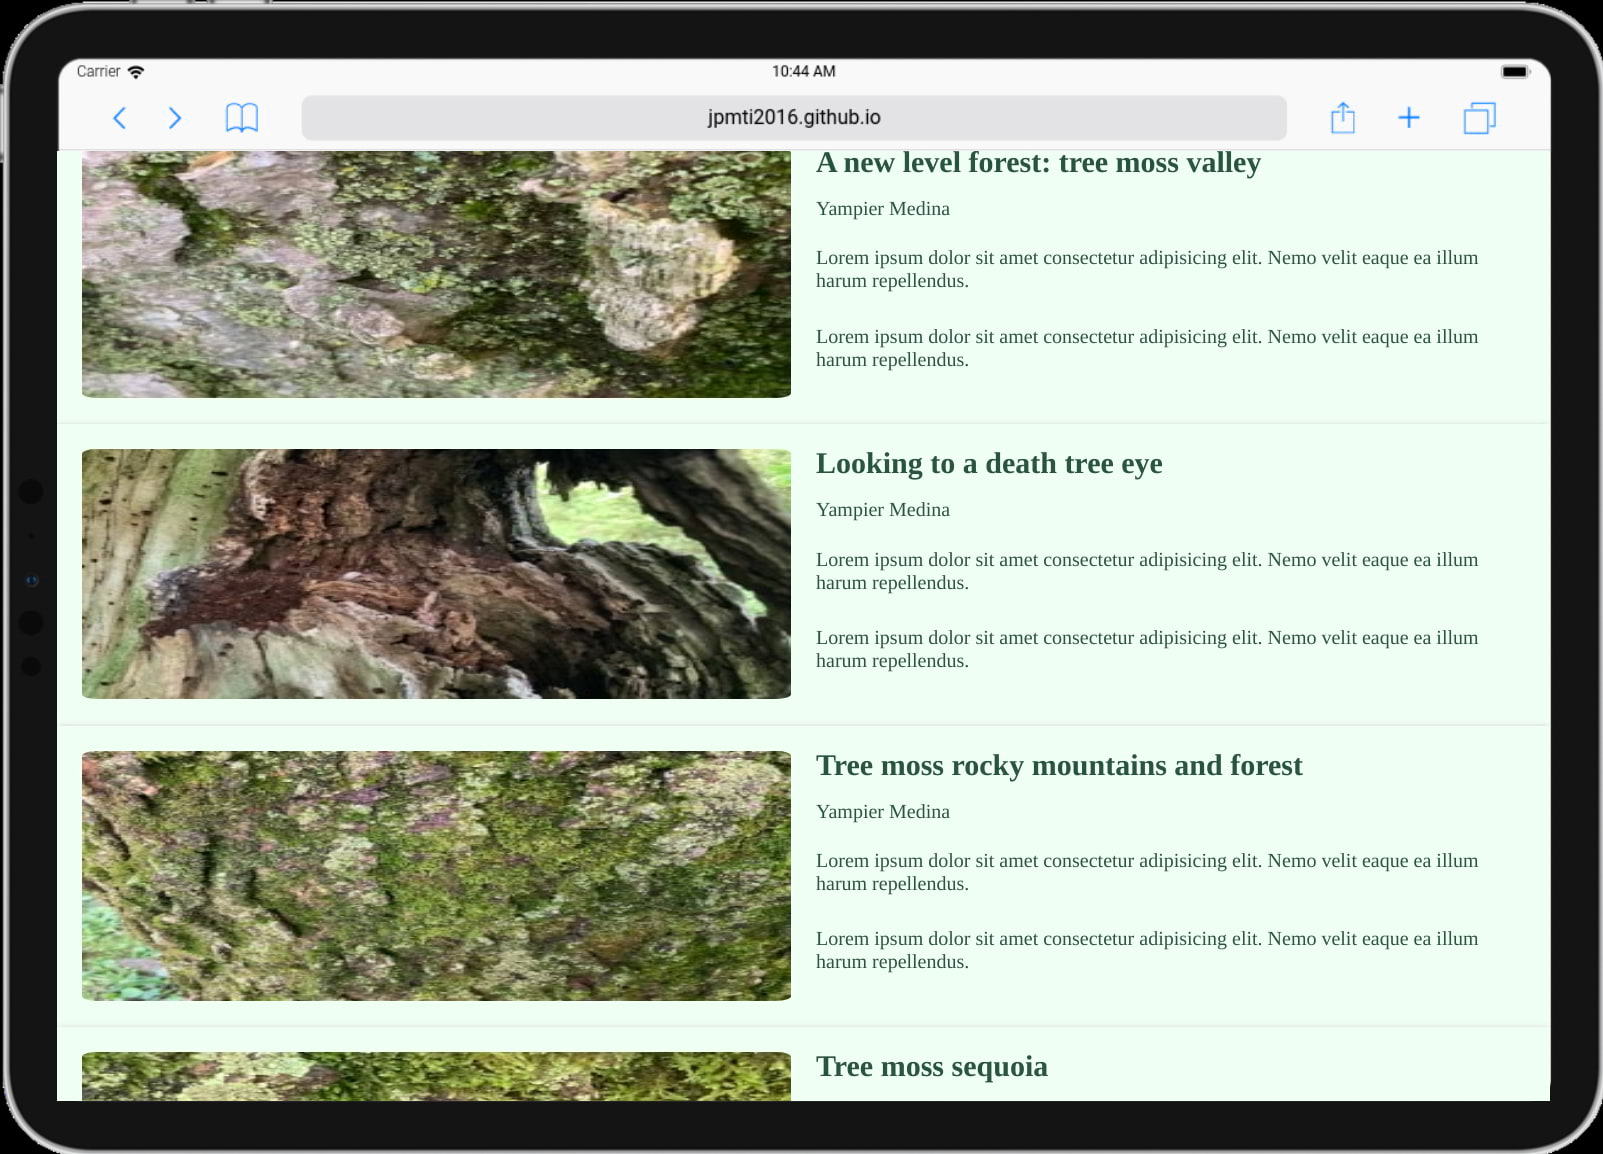 Carrier
10:44 AM
jpmti2016.github.io
A new level forest: tree moss valley
Yampier Medina
Lorem ipsum dolor sit amet consectetur adipisicing elit. Nemo velit eaque ea illum
harum repellendus.
Lorem ipsum dolor sit amet consectetur adipisicing elit. Nemo velit eaque ea illum
harum repellendus.
Looking to a death tree eye
Yampier Medina
Lorem ipsum dolor sit amet consectetur adipisicing elit. Nemo velit eaque ea illum
harum repellendus.
Lorem ipsum dolor sit amet consectetur adipisicing elit. Nemo velit eaque ea illum
harum repellendus.
Tree moss rocky mountains and forest
Yampier Medina
Lorem ipsum dolor sit amet consectetur adipisicing elit. Nemo velit eaque ea illum
harum repellendus.
Lorem ipsum dolor sit amet consectetur adipisicing elit. Nemo velit eaque ea illum
harum repellendus.
Tree moss sequoia